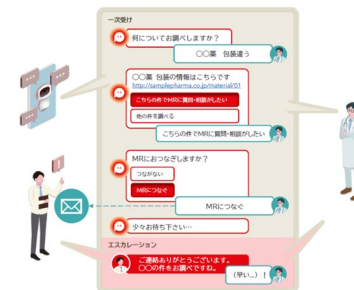 一次受け
何についてお調べしますか？
〇〇薬 包装違う
〇〇薬 包装の情報はこちらです
http://samplepharma.co.jp/material/01
こちらの件でMRに質問・相談がしたい
他の件を調べる
こちらの件でMRに質問・相談がしたい
MRにおつなぎしますか？
つながない
MRにつなぐ
MRにつなぐ
少々お待ち下さい…
エスカレーション
ご連絡ありがとうございます。
〇〇の件をお調べですね。
（早い…）！